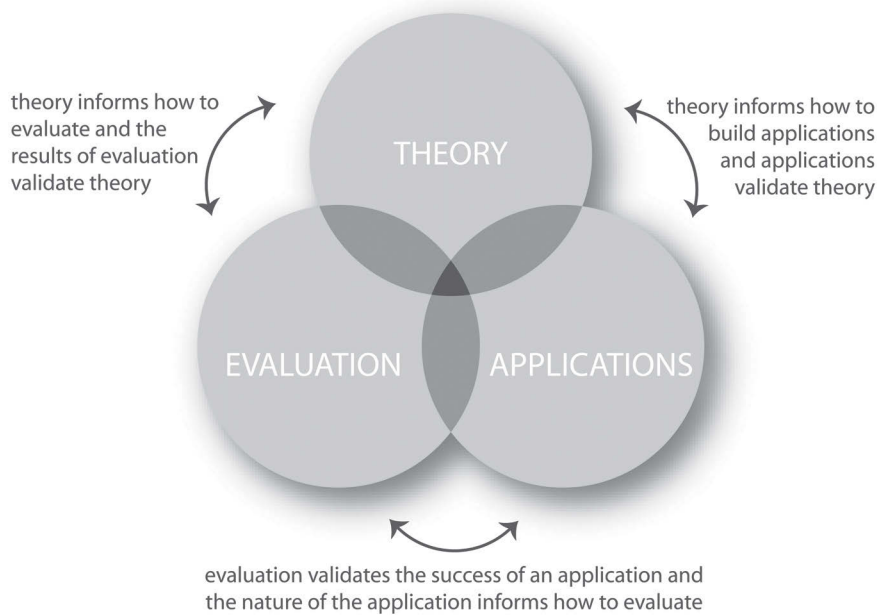 theory informs how to
evaluate and the
results of evaluation
validate theory
THEORY
theory informs how to
build applications
and applications
validate theory
EVALUATION
APPLICATIONS
evaluation validates the success of an application and
the nature of the application informs how to evaluate